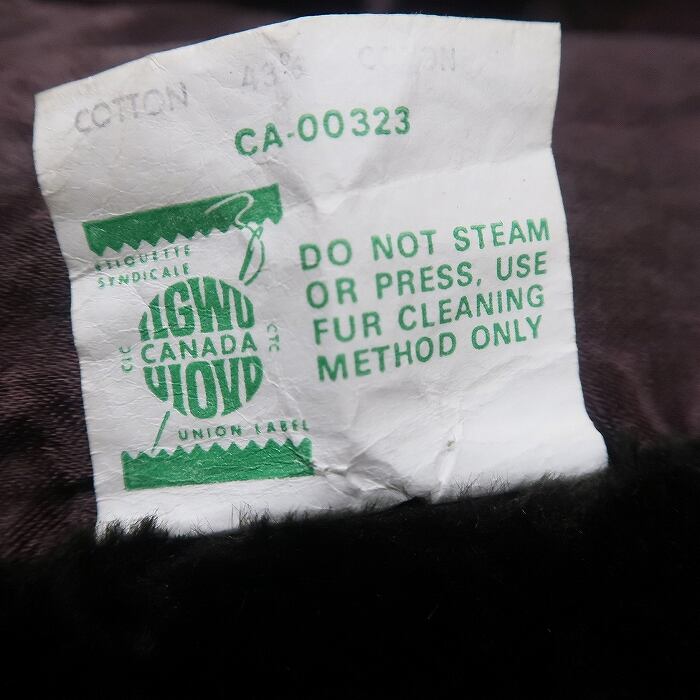 COTTON 43% COTTON
CA-00323
ETIQUETTE
SYNDICALE
ILGWU
CANADA
UIOVD
CLC
CTC
UNION LABEL
DO NOT STEAM
OR PRESS, USE
FUR CLEANING
METHOD ONLY